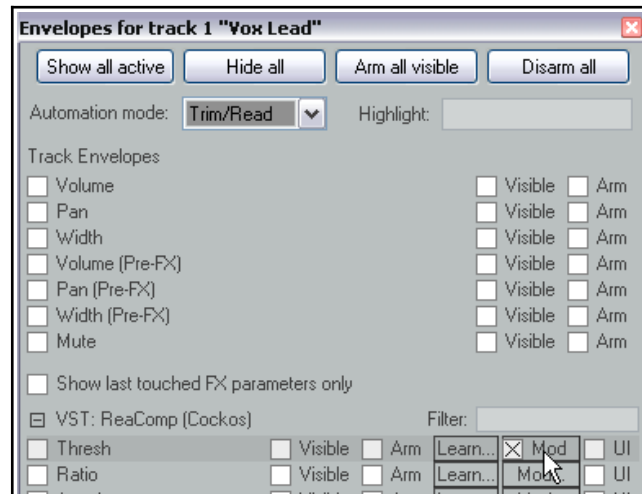 Envelopes for track 1 "Vox Lead"
Show all active Hide all Arm all visible Disarm all
Automation mode: Trim/Read Highlight:
Track Envelopes
Volume Visible Arm
Pan Visible Arm
Width Visible Arm
Volume (Pre-FX) Visible Arm
Pan (Pre-FX) Visible Arm
Width (Pre-FX) Visible Arm
Mute Visible Arm
Show last touched FX parameters only
VST: ReaComp (Cockos) Filter:
Thresh Visible Arm Learn... Mod UI
Ratio Visible Arm Learn... Mod... UI